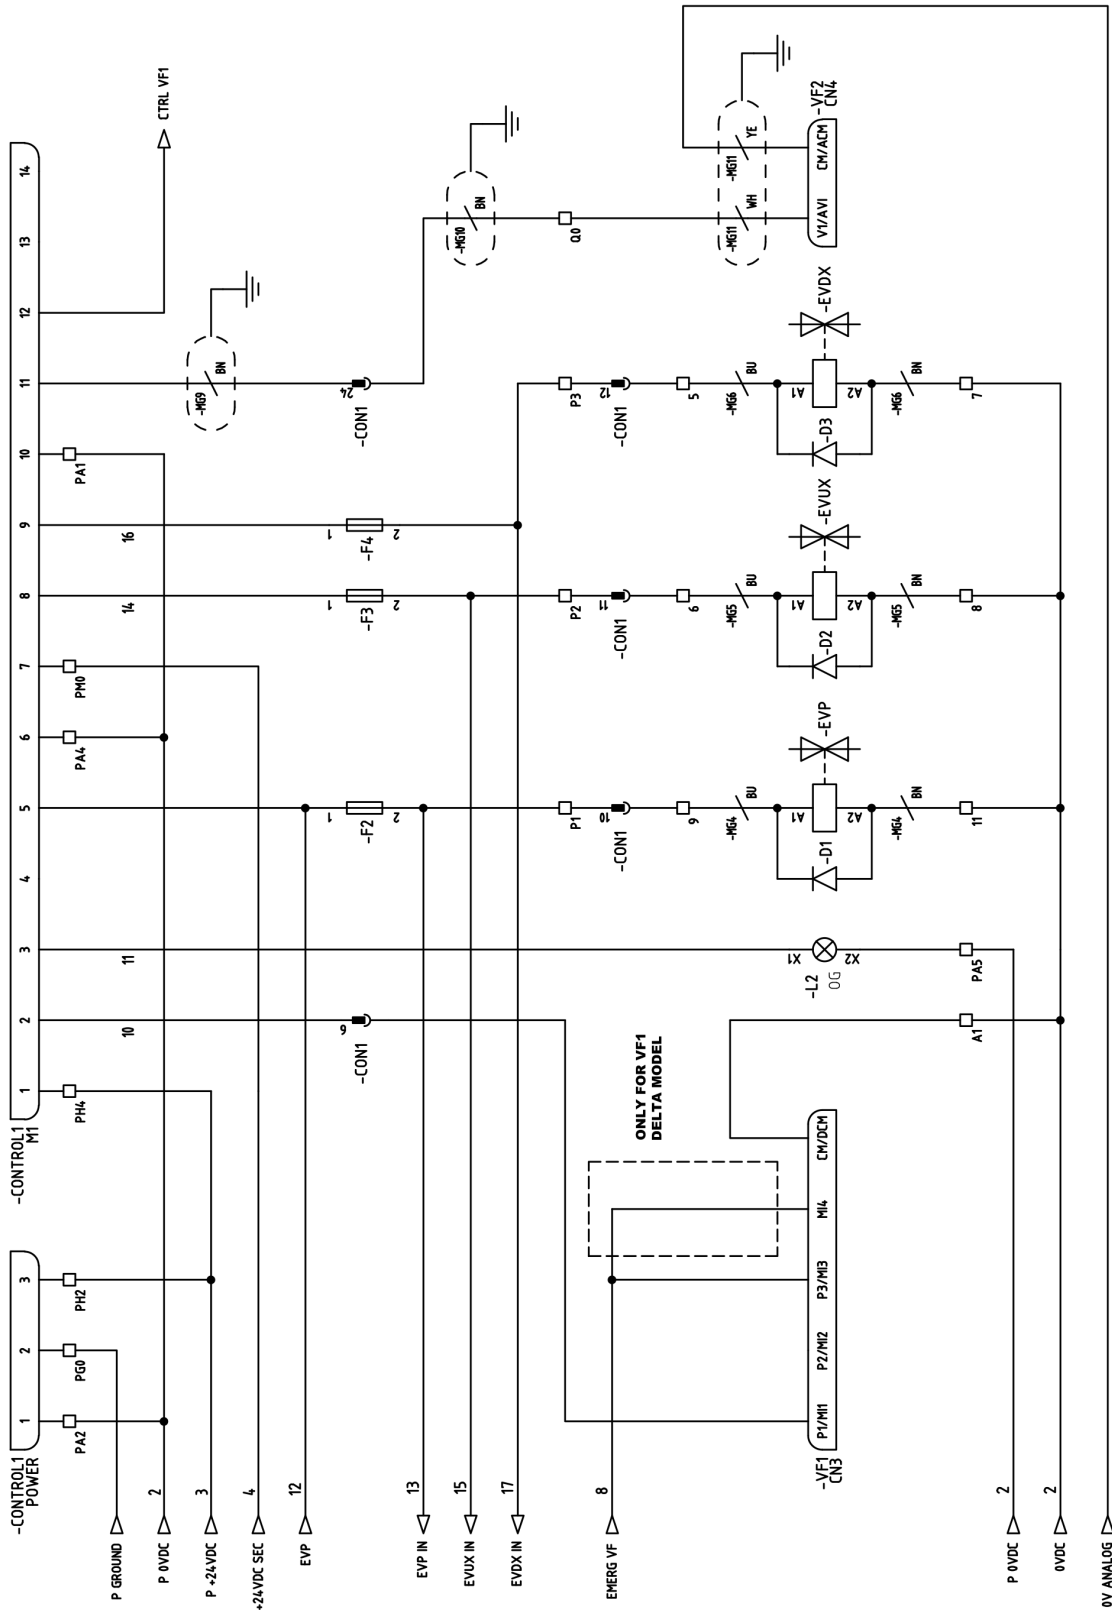 -CONTROL1
POWER
1
2
3
PA2
PG0
PH2
-CONTROL1
M1
1
2
3
4
5
6
7
8
9
10
11
12
13
14
PH4
PA4
PM0
PA1
10
11
14
16
-MG9
BN
CTRL VF1
P GROUND
P 0VDC
2
P +24VDC
3
+24VDC SEC
4
EVP
12
EVP IN
13
EVUX IN
15
EVDX IN
17
EMERG VF
8
P 0VDC
2
0VDC
2
0V ANALOG
6
-CON1
1
-F2
2
1
-F3
2
1
-F4
2
24
-CON1
-MG10
BN
Q0
ONLY FOR VF1
DELTA MODEL
P1
10
-CON1
9
P2
11
-CON1
6
P3
12
-CON1
5
-MG4
BU
-MG5
BU
-MG6
BU
-MG11
WH
-MG11
YE
-VF1
CN3
P1/MI1
P2/MI2
P3/MI3
MI4
CM/DCM
X1
-L2
OG
X2
PA5
A1
-D1
A1
A2
-EVP
-D2
A1
A2
-EVUX
-D3
A1
A2
-EVDX
-MG4
BN
-MG5
BN
-MG6
BN
11
8
7
V1/AVI
CM/ACM
-VF2
CN4